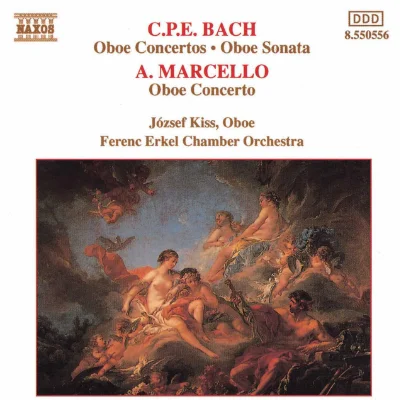 NAXOS
DDD
8.550556
C.P.E. BACH
Oboe Concertos • Oboe Sonata
A. MARCELLO
Oboe Concerto
József Kiss, Oboe
Ferenc Erkel Chamber Orchestra